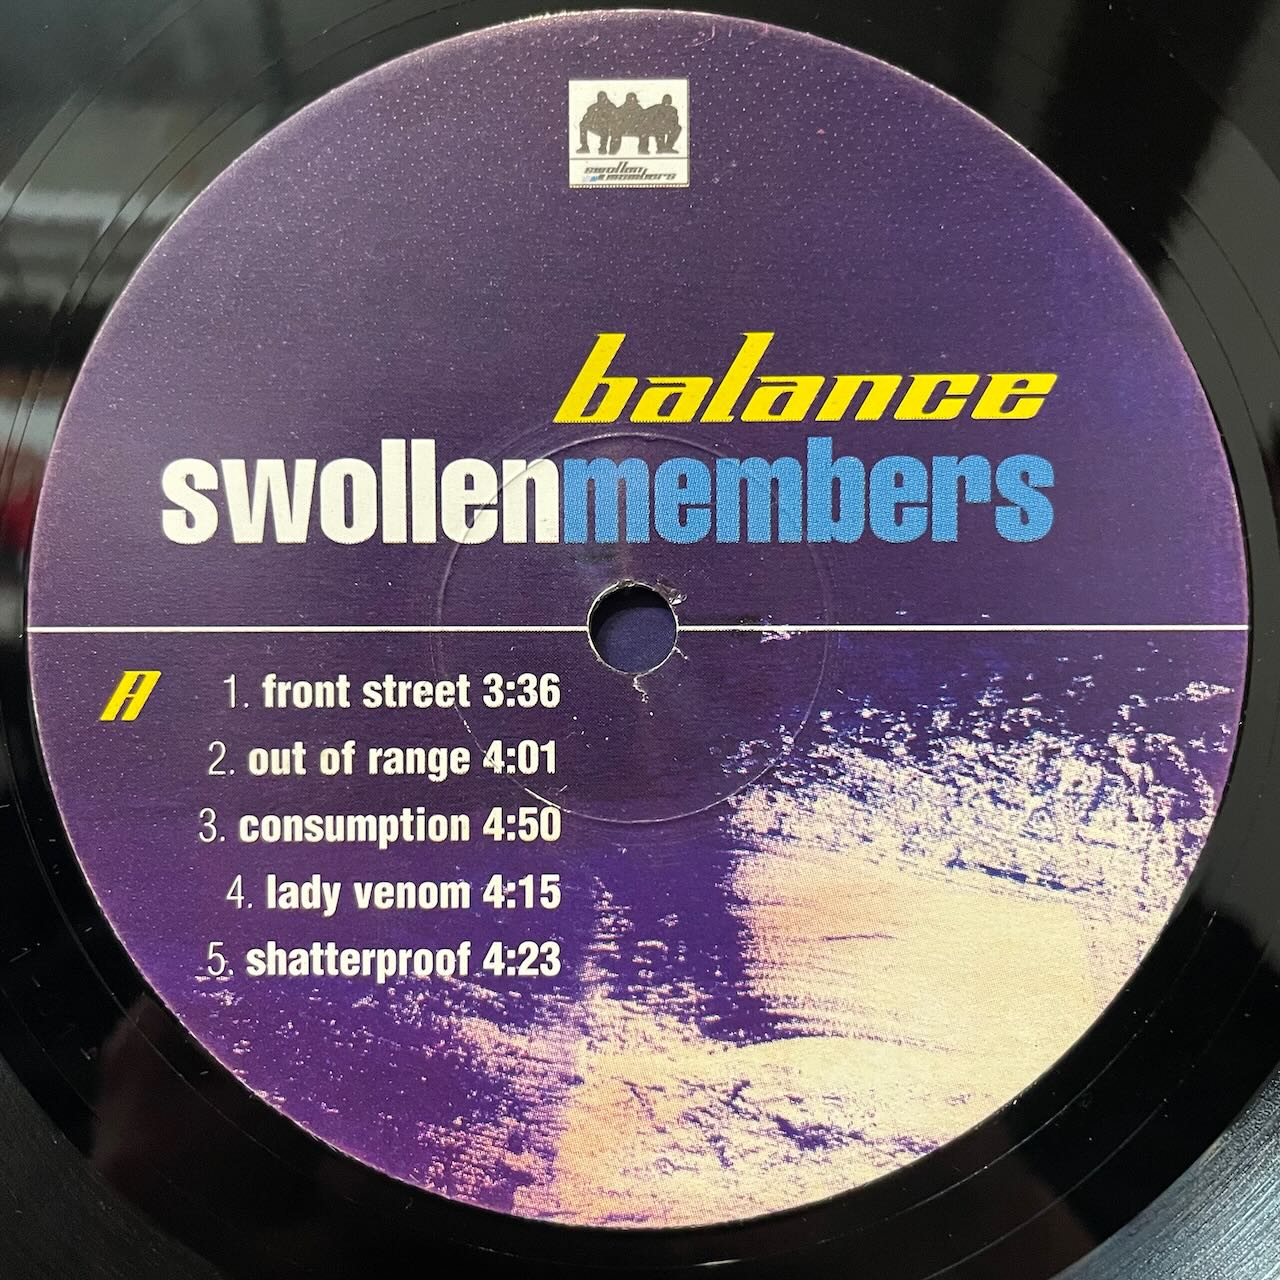 swollen
members
balance
swollenmembers
A
1. front street 3:36
2. out of range 4:01
3. consumption 4:50
4. lady venom 4:15
5. shatterproof 4:23